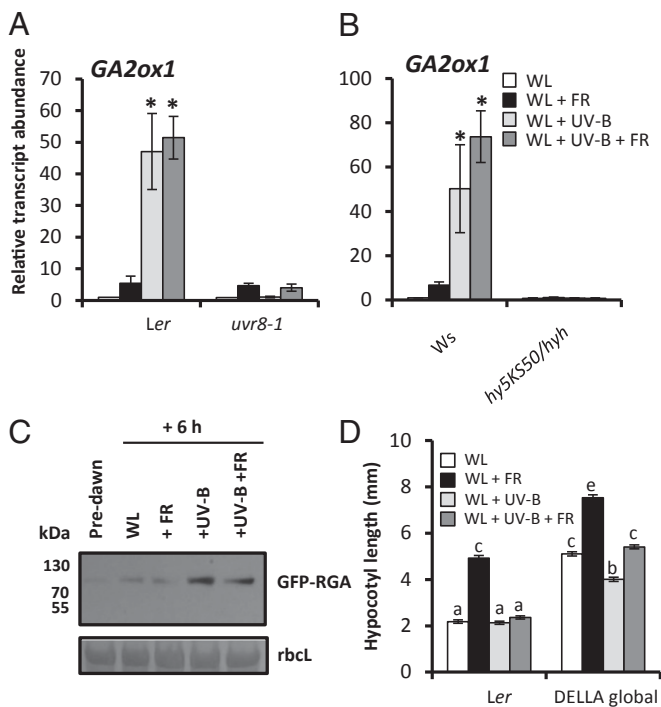 A
GA2ox1
Relative transcript abundance
70
60
50
40
30
20
10
0
* *
Ler
uvr8-1
B
GA2ox1
100
80
60
40
20
0
* *
WL
WL + FR
WL + UV-B
WL + UV-B + FR
Ws
hy5KS50/hyh
C
+ 6 h
Pre-dawn
WL
+ FR
+UV-B
+UV-B +FR
kDa
130
70
55
GFP-RGA
rbcL
D
Hypocotyl length (mm)
10
8
6
4
2
0
WL
WL + FR
WL + UV-B
WL + UV-B + FR
a c a a
c e b c
Ler
DELLA global